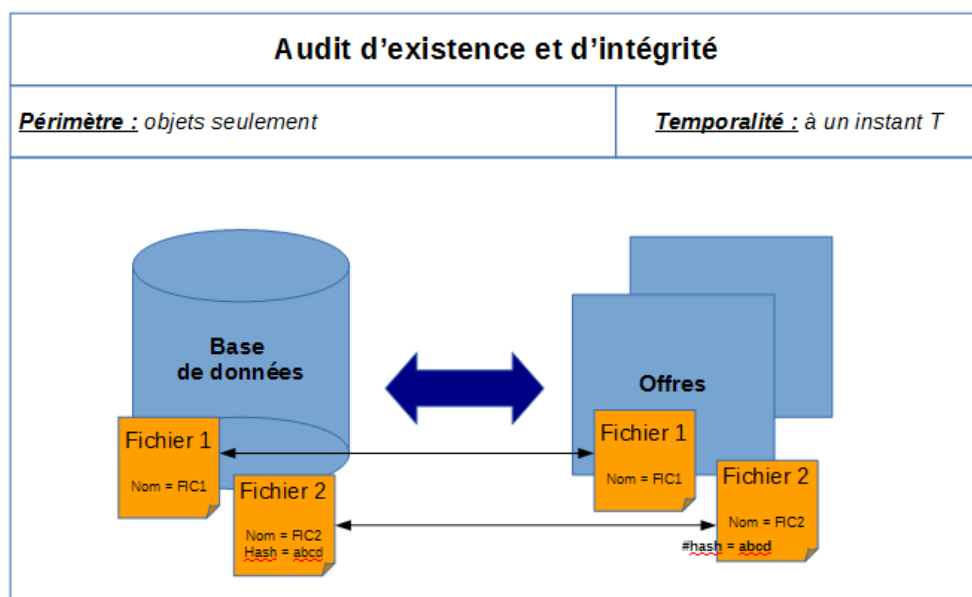 Audit d’existence et d’intégrité
Périmètre : objets seulement
Temporalité : à un instant T
Base
de données
Offres
Fichier 1
Nom = FIC1
Fichier 2
Nom = FIC2
Hash = abcd
Fichier 1
Nom = FIC1
Fichier 2
Nom = FIC2
#hash = abcd